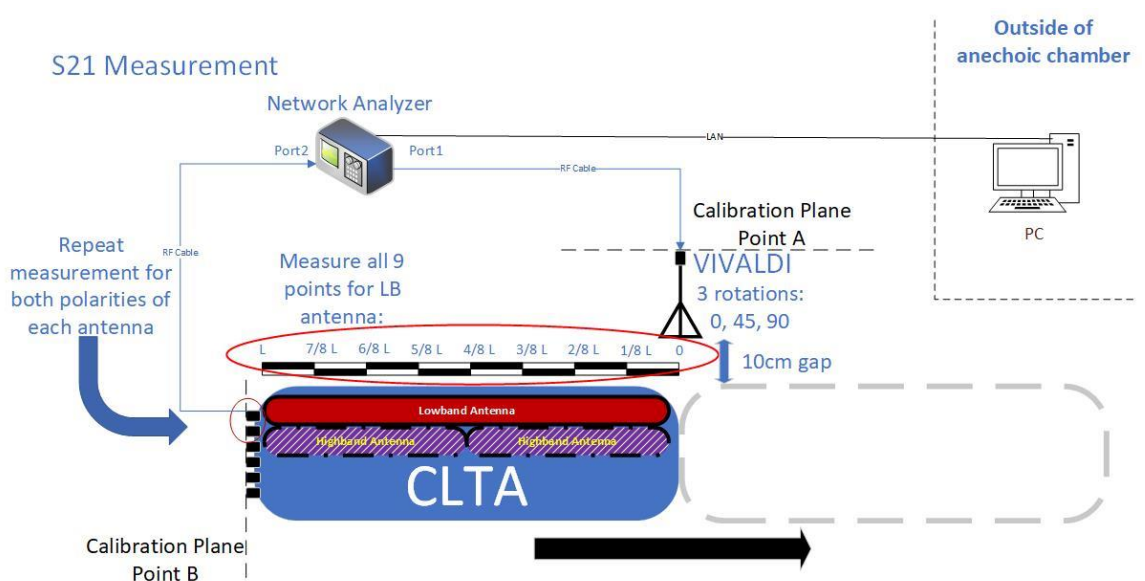 Outside of
anechoic chamber
S21 Measurement
Network Analyzer
LAN
Port2
Port1
RF Cable
PC
Calibration Plane
Point A
Repeat
measurement for
both polarities of
each antenna
RF Cable
Measure all 9
points for LB
antenna:
VIVALDI
3 rotations:
0, 45, 90
L 7/8 L 6/8 L 5/8 L 4/8 L 3/8 L 2/8 L 1/8 L 0
10cm gap
Lowband Antenna
Highband Antenna Highband Antenna
CLTA
Calibration Plane
Point B